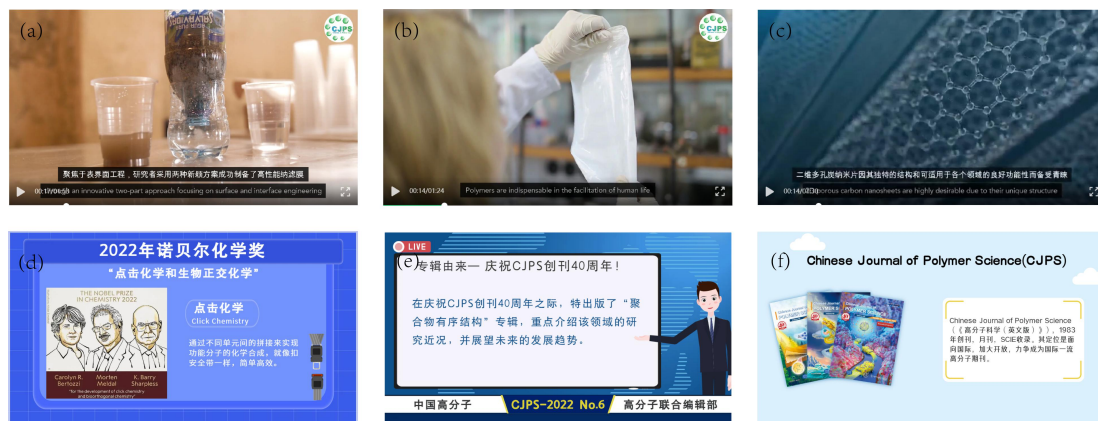 (a)
CJPS
聚焦于表界面工程，研究者采用两种新颖方案成功制备了高性能纳滤膜
an innovative two-part approach focusing on surface and interface engineering
(b)
CJPS
00:14/01:24
Polymers are indispensable in the facilitation of human life
(c)
二维多孔炭纳米片因其独特的结构和可适用于各个领域的良好功能性而备受青睐
porous carbon nanosheets are highly desirable due to their unique structure
(d)
2022年诺贝尔化学奖
“点击化学和生物正交化学”
THE NOBEL PRIZE
IN CHEMISTRY 2022
Carolyn R.
Bertozzi
Morten
Meldal
K. Barry
Sharpless
"for the development of click chemistry
and bioorthogonal chemistry"
点击化学
Click Chemistry
通过不同单元间的拼接来实现
功能分子的化学合成，就像扣
安全带一样，简单高效。
(e)
LIVE
专辑由来— 庆祝CJPS创刊40周年！
在庆祝CJPS创刊40周年之际，特出版了“聚
合物有序结构”专辑，重点介绍该领域的研
究近况，并展望未来的发展趋势。
中国高分子
CJPS-2022 No.6
高分子联合编辑部
(f)
Chinese Journal of Polymer Science(CJPS)
Chinese Journal of Polymer Science
（《高分子科学（英文版）》），1983
年创刊，月刊，SCIE收录，其定位是面
向国际，加大开放，力争成为国际一流
高分子期刊。